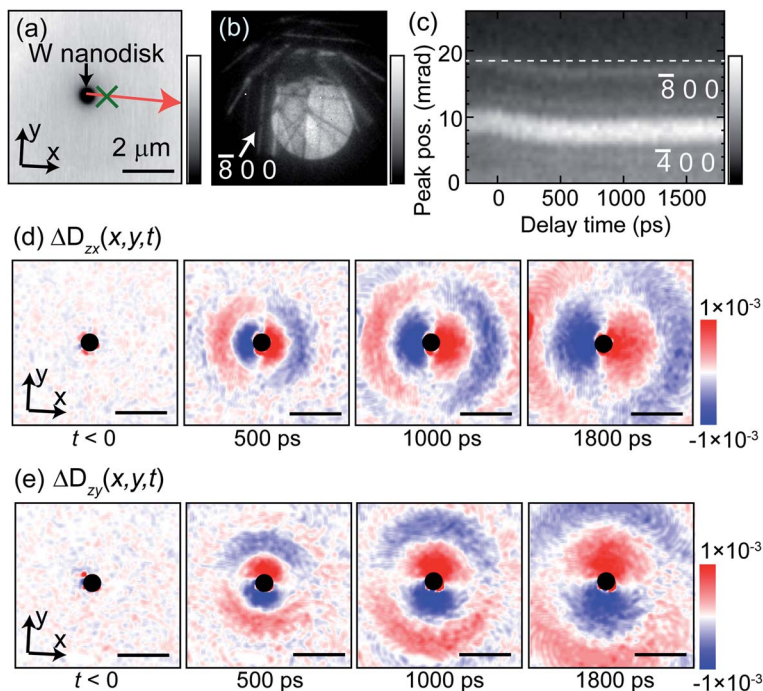 (a)
W nanodisk
y
x
2 μm
(b)
8̅ 0 0
(c)
Peak pos. (mrad)
20
10
0
8̅ 0 0
4̅ 0 0
0 500 1000 1500
Delay time (ps)
(d) ΔD_zx(x,y,t)
y
x
t < 0 500 ps 1000 ps 1800 ps
1×10⁻³
-1×10⁻³
(e) ΔD_zy(x,y,t)
y
x
t < 0 500 ps 1000 ps 1800 ps
1×10⁻³
-1×10⁻³